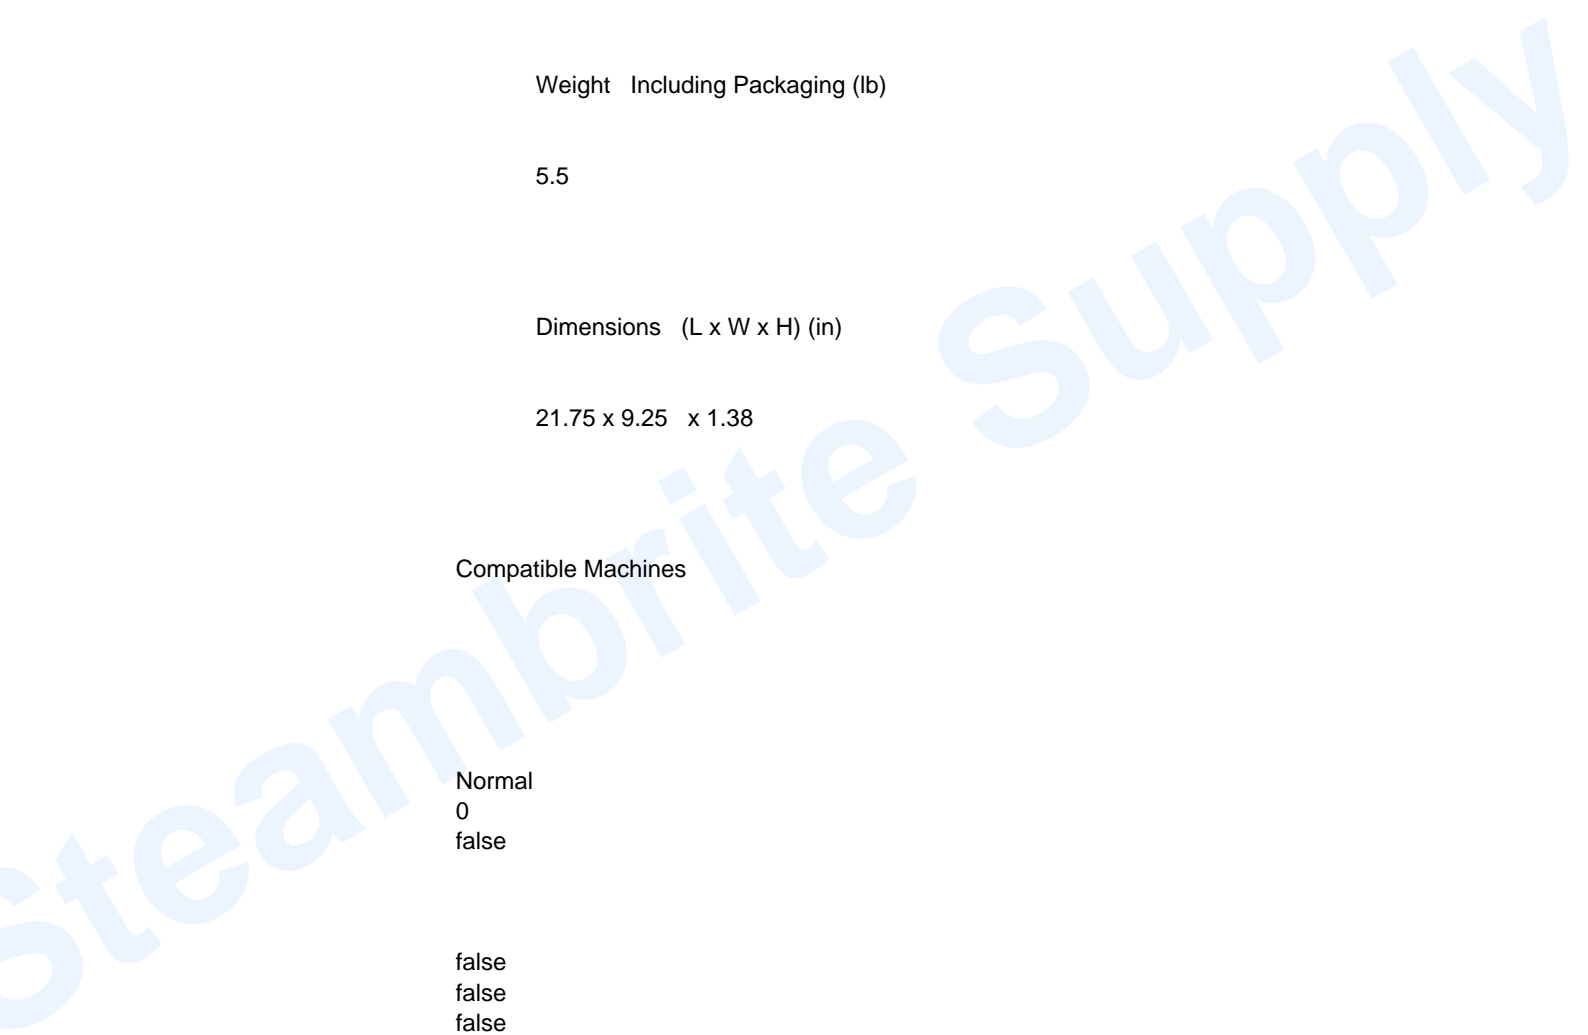 Weight   Including Packaging (lb)
5.5
Dimensions   (L x W x H) (in)
21.75 x 9.25   x 1.38
Compatible Machines
Normal
0
false
false
false
false
Steambrite Supply